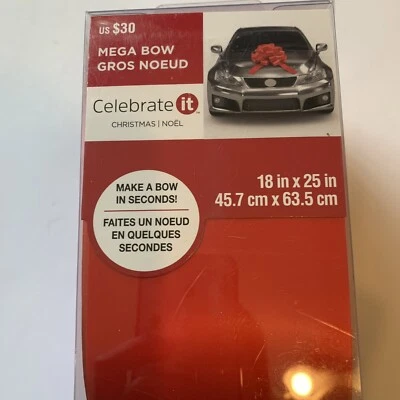 US $30
MEGA BOW
GROS NOEUD
Celebrate it™
CHRISTMAS | NOËL
MAKE A BOW
IN SECONDS!
FAITES UN NOEUD
EN QUELQUES
SECONDES
18 in x 25 in
45.7 cm x 63.5 cm